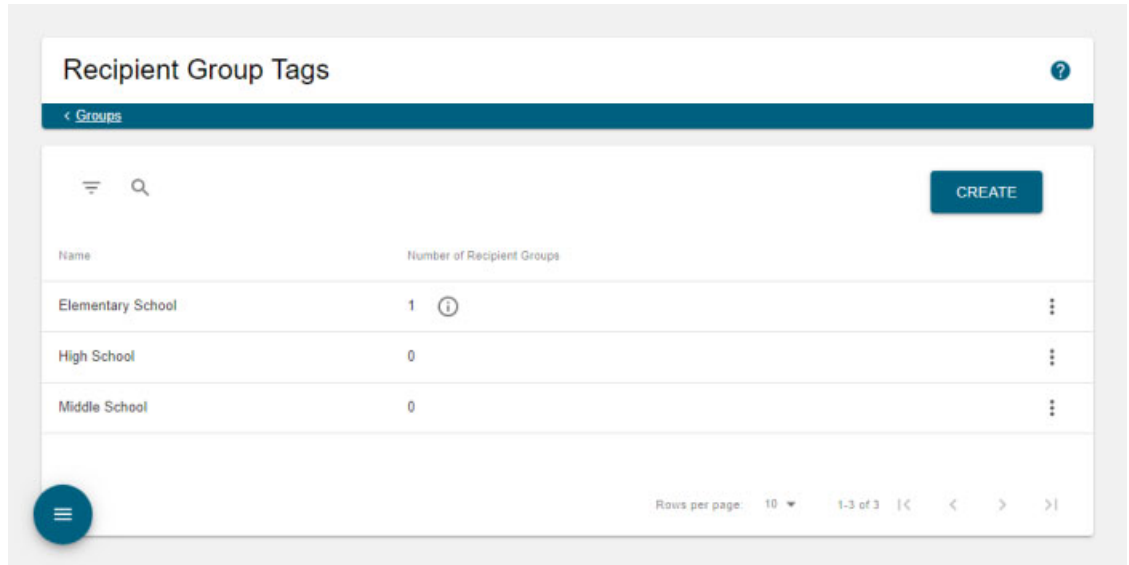 Recipient Group Tags
< Groups
CREATE
Name Number of Recipient Groups
Elementary School 1
High School 0
Middle School 0
Rows per page: 10 1-3 of 3